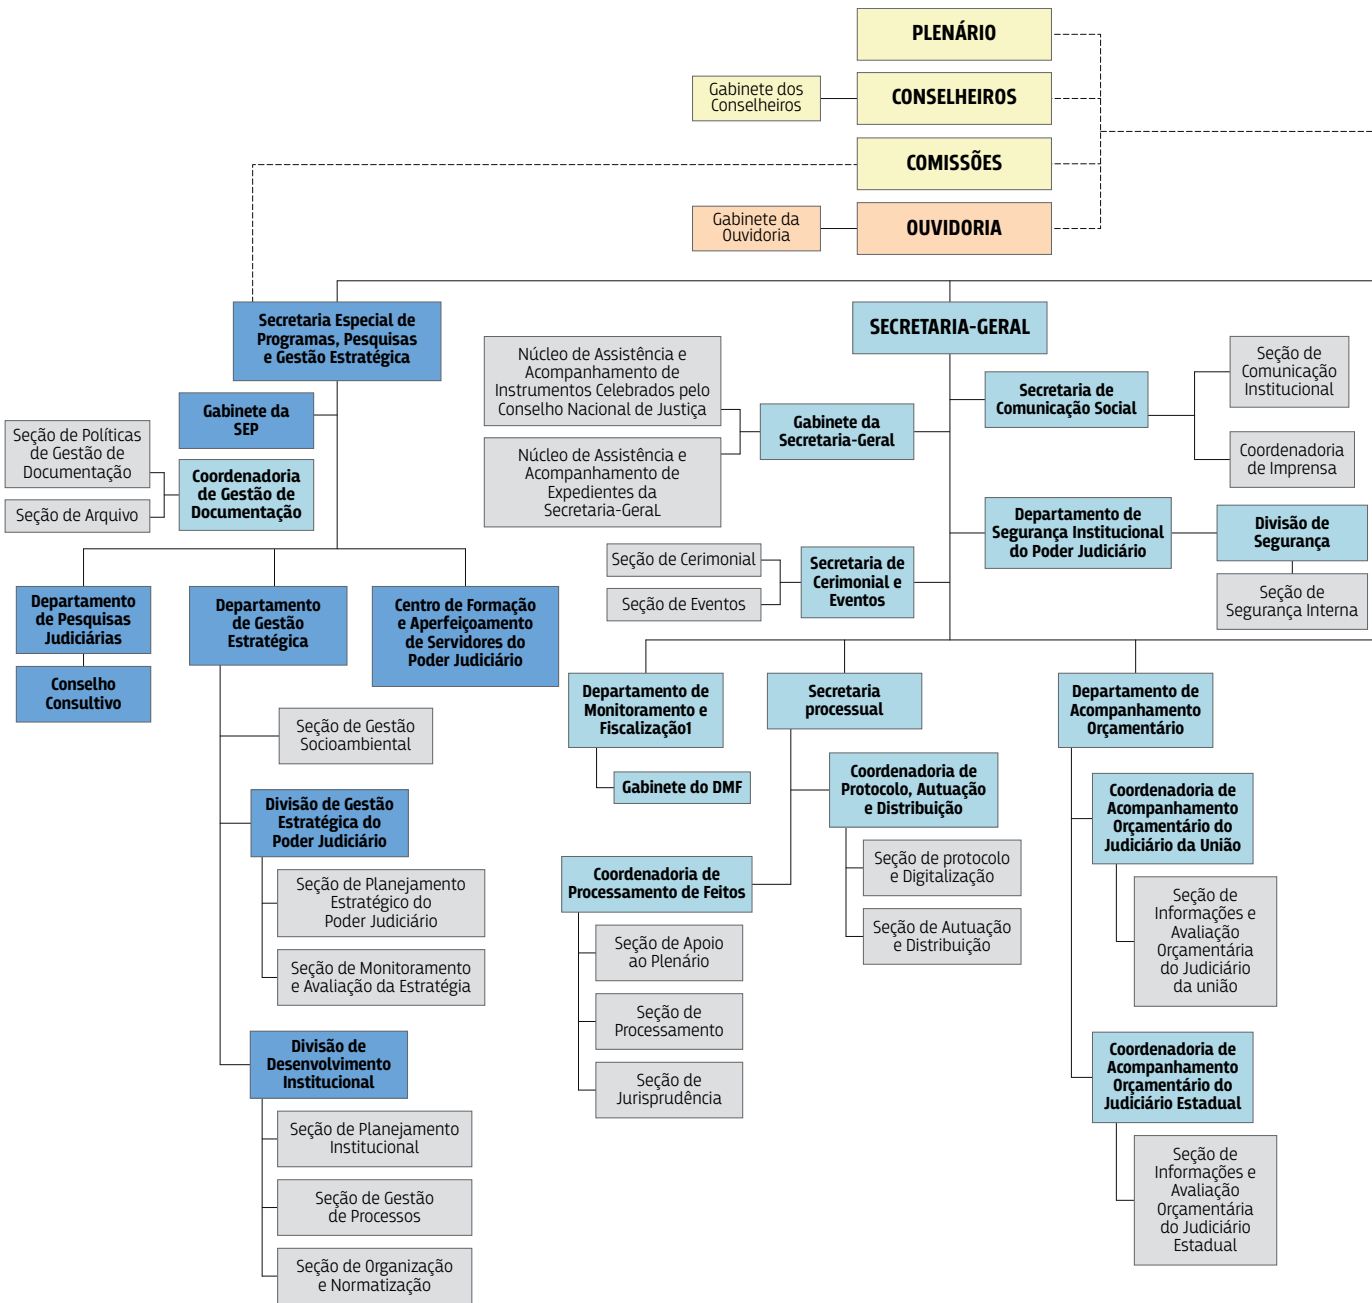 PLENÁRIO
Gabinete dos
Conselheiros
CONSELHEIROS
COMISSÕES
Gabinete da
Ouvidoria
OUVIDORIA
Secretaria Especial de
Programas, Pesquisas
e Gestão Estratégica
SECRETARIA-GERAL
Núcleo de Assistência e
Acompanhamento de
Instrumentos Celebrados pelo
Conselho Nacional de Justiça
Seção de
Comunicação
Institucional
Secretaria de
Comunicação Social
Gabinete da
SEP
Gabinete da
Secretaria-Geral
Seção de Políticas
de Gestão de
Documentação
Núcleo de Assistência e
Acompanhamento de
Expedientes da
Secretaria-GeraL
Coordenadoria
de Imprensa
Coordenadoria
de Gestão de
Documentação
Seção de Arquivo
Departamento de
Segurança Institucional
do Poder Judiciário
Divisão de
Segurança
Seção de Cerimonial
Secretaria de
Cerimonial e
Eventos
Seção de Eventos
Seção de
Segurança Interna
Departamento
de Pesquisas
Judiciárias
Departamento
de Gestão
Estratégica
Centro de Formação
e Aperfeiçoamento
de Servidores do
Poder Judiciário
Conselho
Consultivo
Departamento de
Monitoramento e
Fiscalização1
Secretaria
processual
Departamento de
Acompanhamento
Orçamentário
Seção de Gestão
Socioambiental
Gabinete do DMF
Coordenadoria de
Protocolo, Autuação
e Distribuição
Coordenadoria de
Acompanhamento
Orçamentário do
Judiciário da União
Divisão de Gestão
Estratégica do
Poder Judiciário
Seção de protocolo
e Digitalização
Coordenadoria de
Processamento de Feitos
Seção de Planejamento
Estratégico do
Poder Judiciário
Seção de
Informações e
Avaliação
Orçamentária
do Judiciário
da união
Seção de Autuação
e Distribuição
Seção de Apoio
ao Plenário
Seção de Monitoramento
e Avaliação da Estratégia
Seção de
Processamento
Divisão de
Desenvolvimento
Institucional
Coordenadoria de
Acompanhamento
Orçamentário do
Judiciário Estadual
Seção de
Jurisprudência
Seção de Planejamento
Institucional
Seção de
Informações e
Avaliação
Orçamentária
do Judiciário
Estadual
Seção de Gestão
de Processos
Seção de Organização
e Normatização